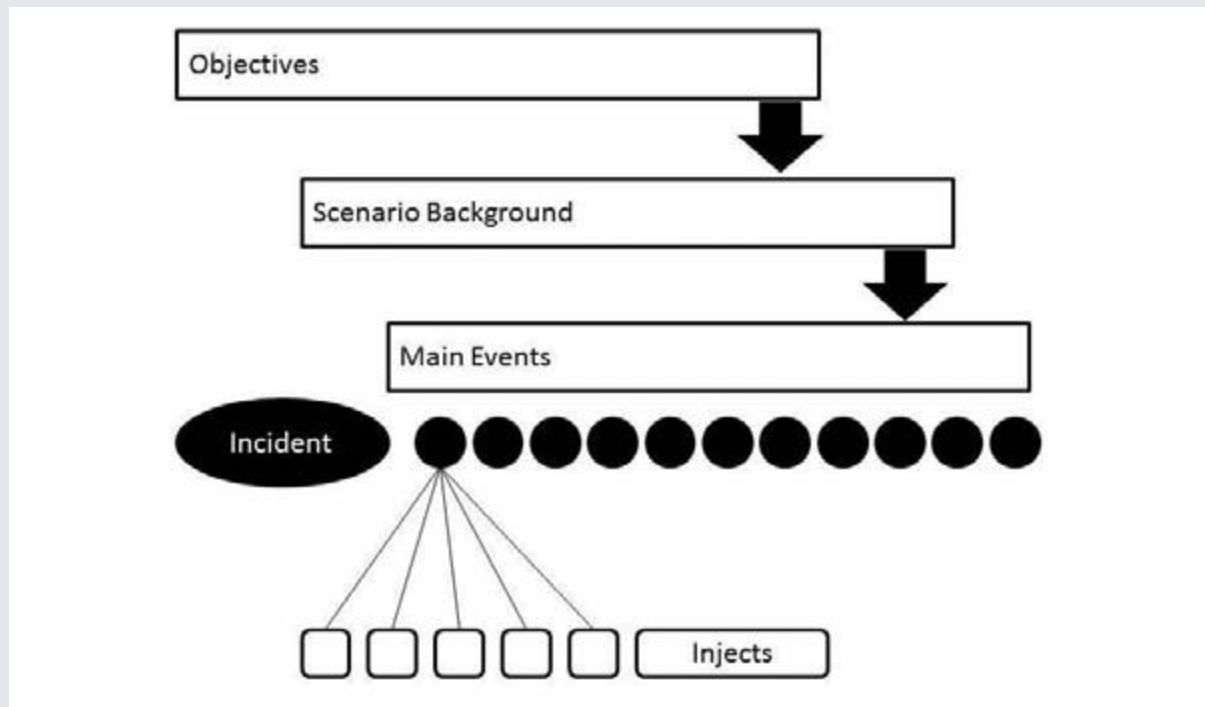 Objectives
Scenario Background
Main Events
Incident
Injects